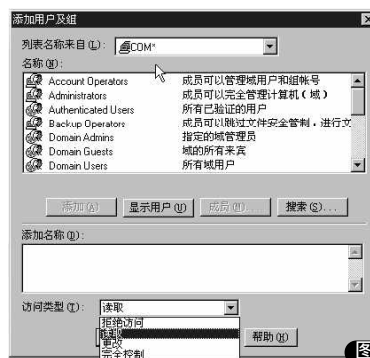 添加用户及组
列表名称来自(L): COM*
名称(N):
Account Operators 成员可以管理域用户和组帐号
Administrators 成员可以完全管理计算机(域)
Authenticated Users 所有已验证的用户
Backup Operators 成员可以跳过文件安全管制.进行文
Domain Admins 指定的域管理员
Domain Guests 域的所有来宾
Domain Users 所有域用户
添加(A) 显示用户(U) 成员(M)... 搜索(S)...
添加名称(D):
访问类型(T): 读取
拒绝访问
读取
更改
完全控制
帮助(H)
图